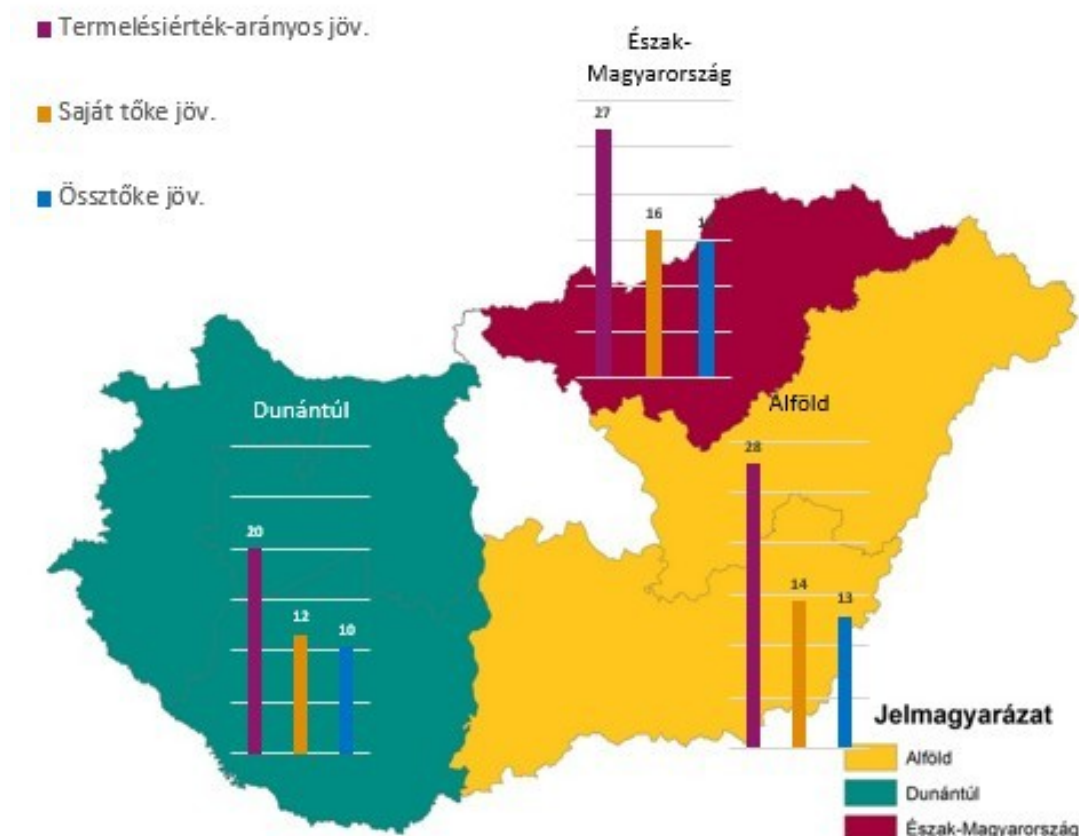 Termelésiérték-arányos jöv.
Saját tőke jöv.
Össztőke jöv.
Észak-
Magyarország
27
16
Dunántúl
20
12
10
Alföld
28
14
13
Jelmagyarázat
Alföld
Dunántúl
Észak-Magyarország